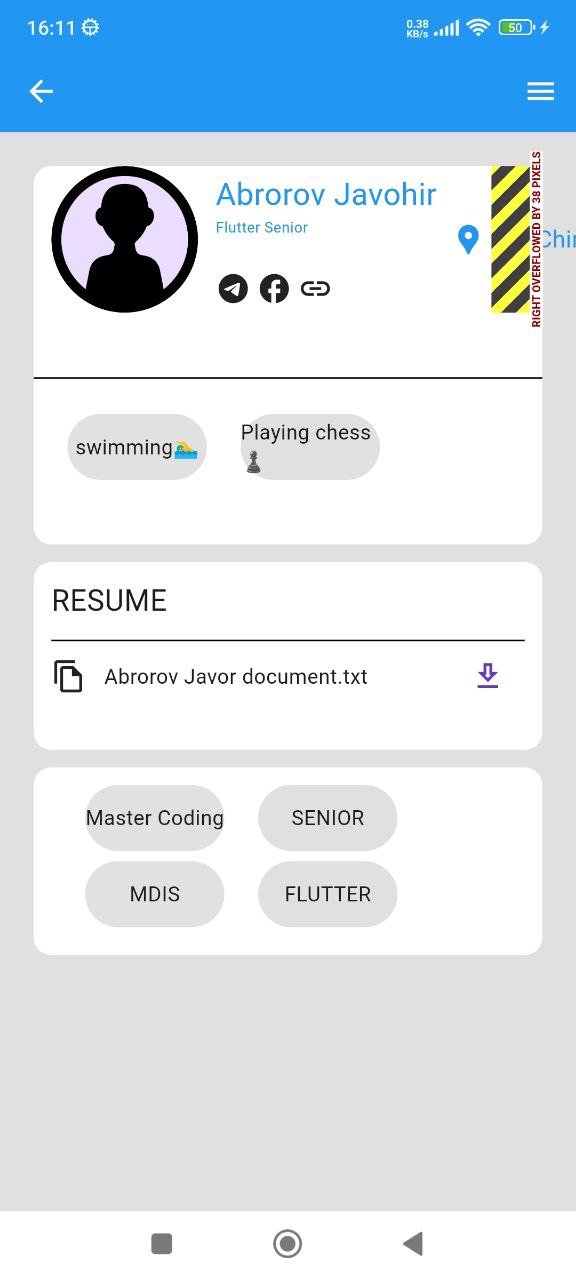 16:11
0.38
KB/s
50
Abrorov Javohir
Flutter Senior
RIGHT OVERFLOWED BY 38 PIXELS
swimming🏊
Playing chess
♟
RESUME
Abrorov Javor document.txt
Master Coding
SENIOR
MDIS
FLUTTER